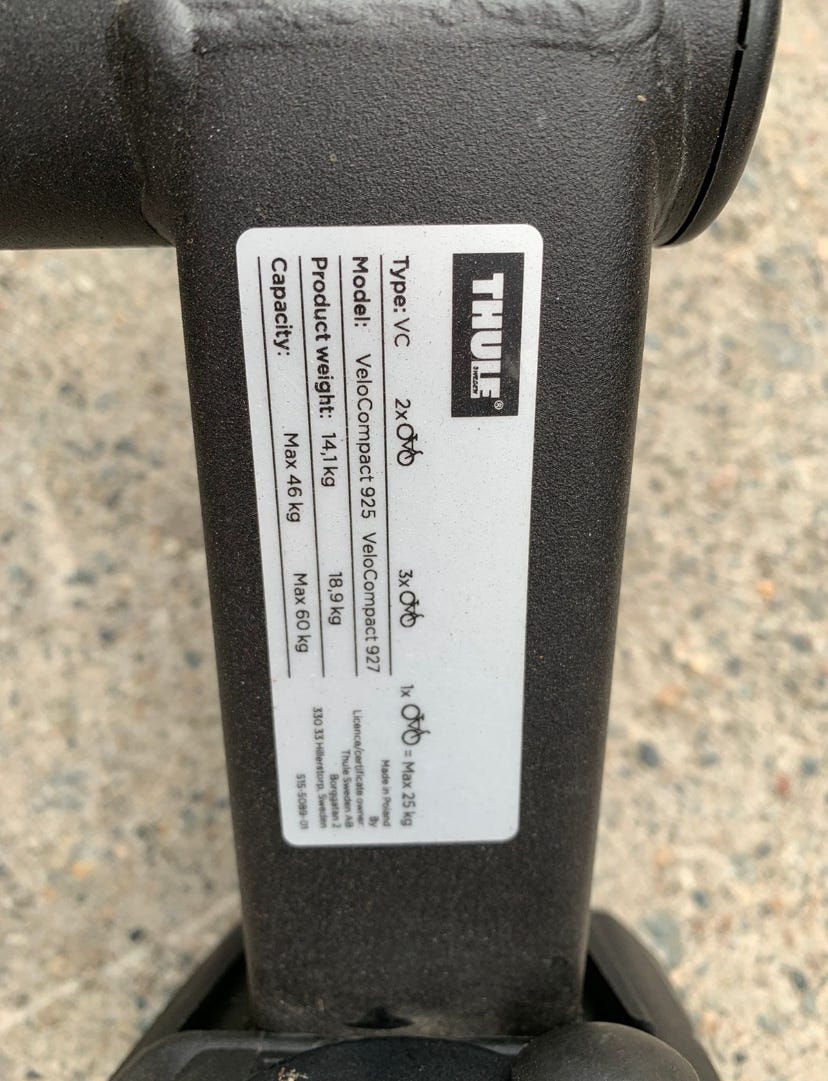 THULE®
SWEDEN
Type: VC 2x 3x 1x = Max 25 kg
Model: VeloCompact 925 VeloCompact 927
Product weight: 14,1 kg 18,9 kg
Capacity: Max 46 kg Max 60 kg
Made in Poland
By
Licence/certificate owner:
Thule Sweden AB
Borggatan 2
330 33 Hillerstorp, Sweden
515-5089-01